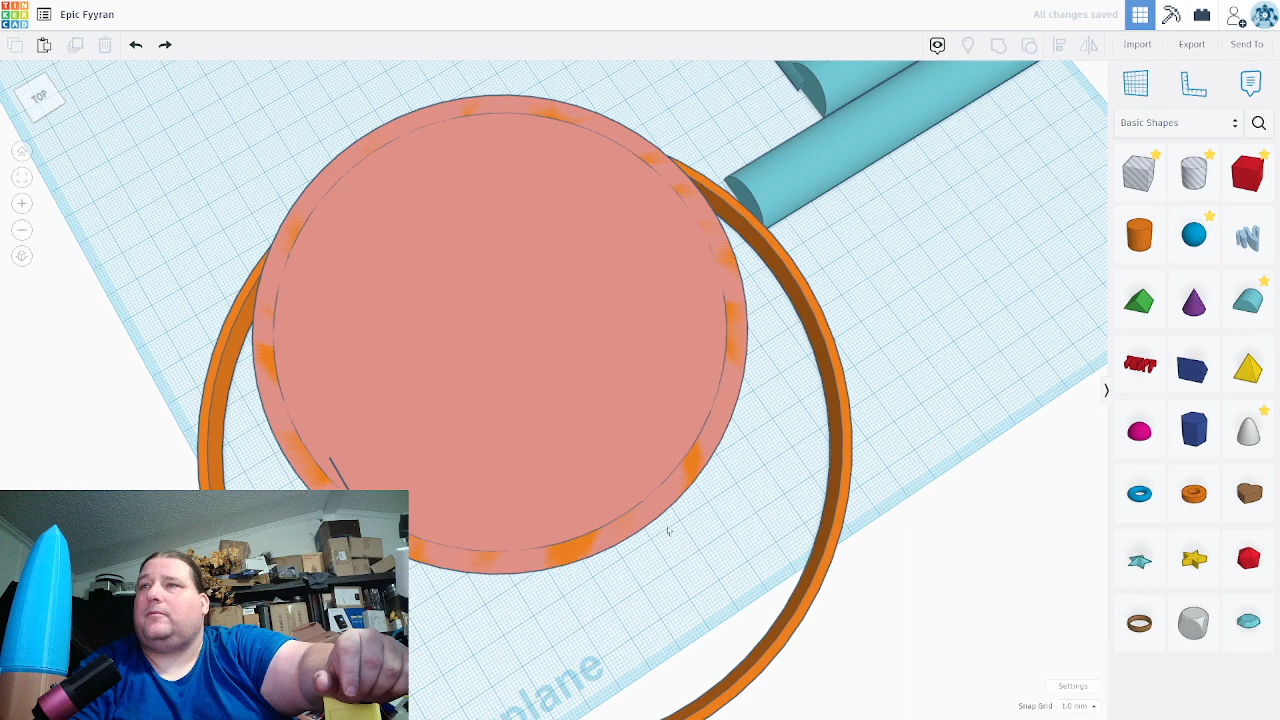 TIN
KER
CAD
Epic Fyyran
All changes saved
Import
Export
Send To
TOP
Basic Shapes
TEXT
plane
Settings
Snap Grid 1.0 mm